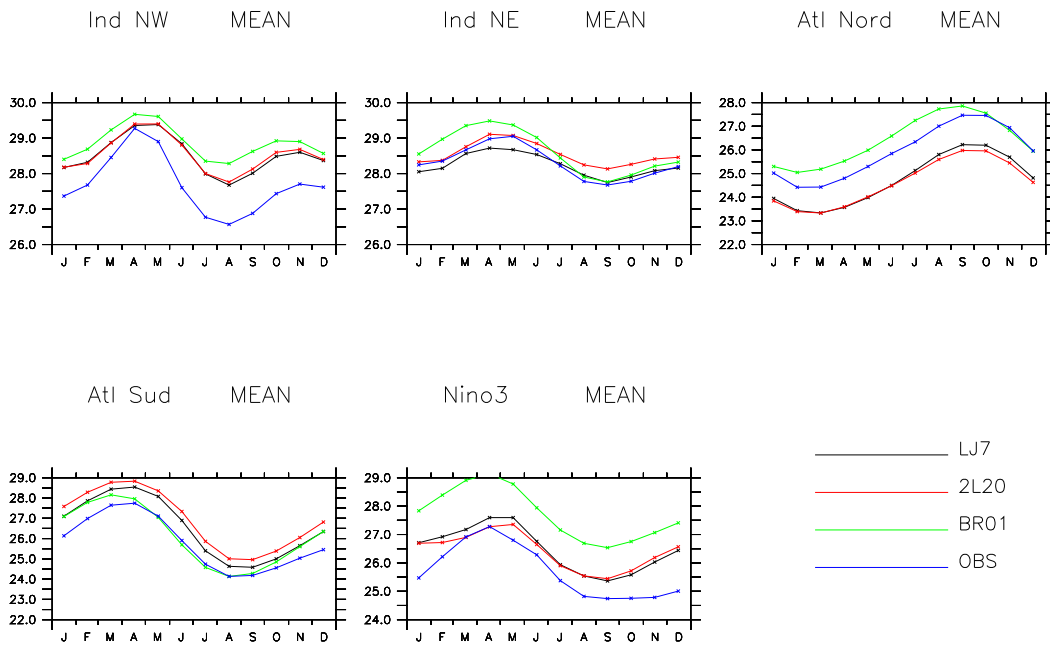 Ind NW MEAN
Ind NE MEAN
Atl Nord MEAN
30.0
29.0
28.0
27.0
26.0
J F M A M J J A S O N D
30.0
29.0
28.0
27.0
26.0
J F M A M J J A S O N D
28.0
27.0
26.0
25.0
24.0
23.0
22.0
J F M A M J J A S O N D
Atl Sud MEAN
Nino3 MEAN
29.0
28.0
27.0
26.0
25.0
24.0
23.0
22.0
J F M A M J J A S O N D
29.0
28.0
27.0
26.0
25.0
24.0
J F M A M J J A S O N D
LJ7
2L20
BR01
OBS